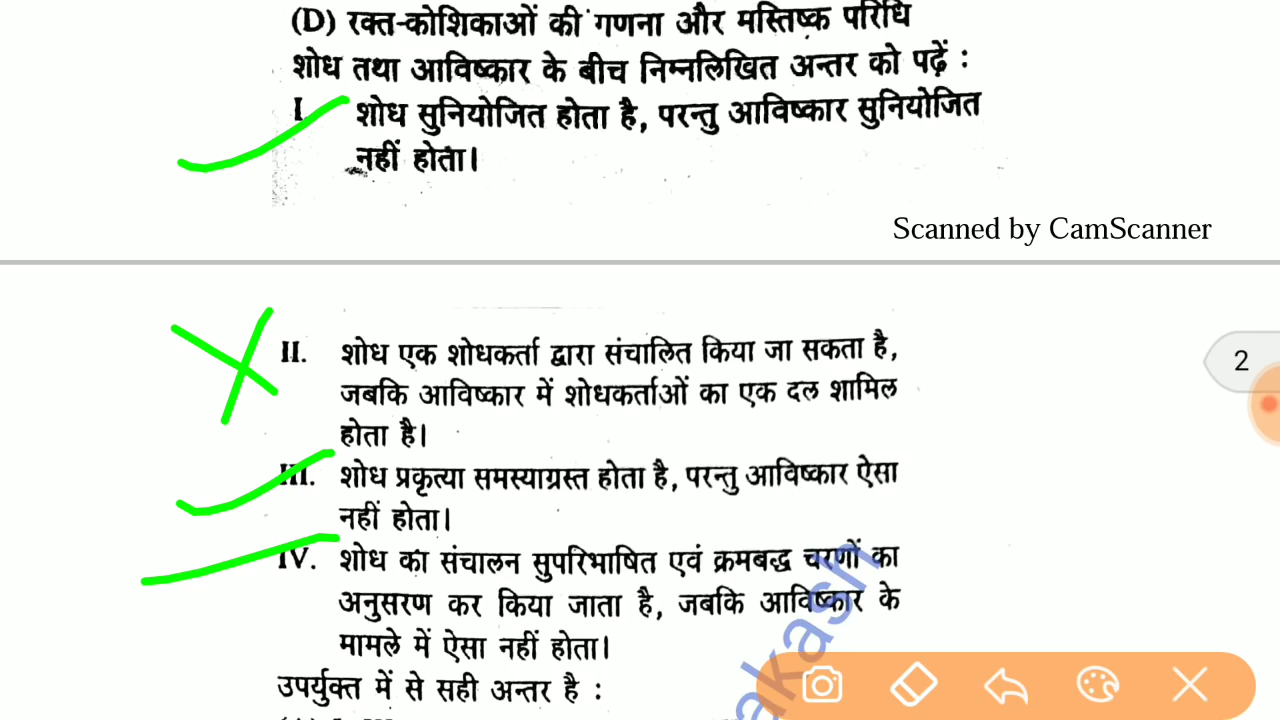 (D) रक्त-कोशिकाओं की गणना और मस्तिष्क परिधि
शोध तथा आविष्कार के बीच निम्नलिखित अन्तर को पढ़ें :
I. शोध सुनियोजित होता है, परन्तु आविष्कार सुनियोजित
नहीं होता।
Scanned by CamScanner
2
II. शोध एक शोधकर्ता द्वारा संचालित किया जा सकता है,
जबकि आविष्कार में शोधकर्ताओं का एक दल शामिल
होता है।
III. शोध प्रकृत्या समस्याग्रस्त होता है, परन्तु आविष्कार ऐसा
नहीं होता।
IV. शोध का संचालन सुपरिभाषित एवं क्रमबद्ध चरणों का
अनुसरण कर किया जाता है, जबकि आविष्कार के
मामले में ऐसा नहीं होता।
उपर्युक्त में से सही अन्तर है :
akash